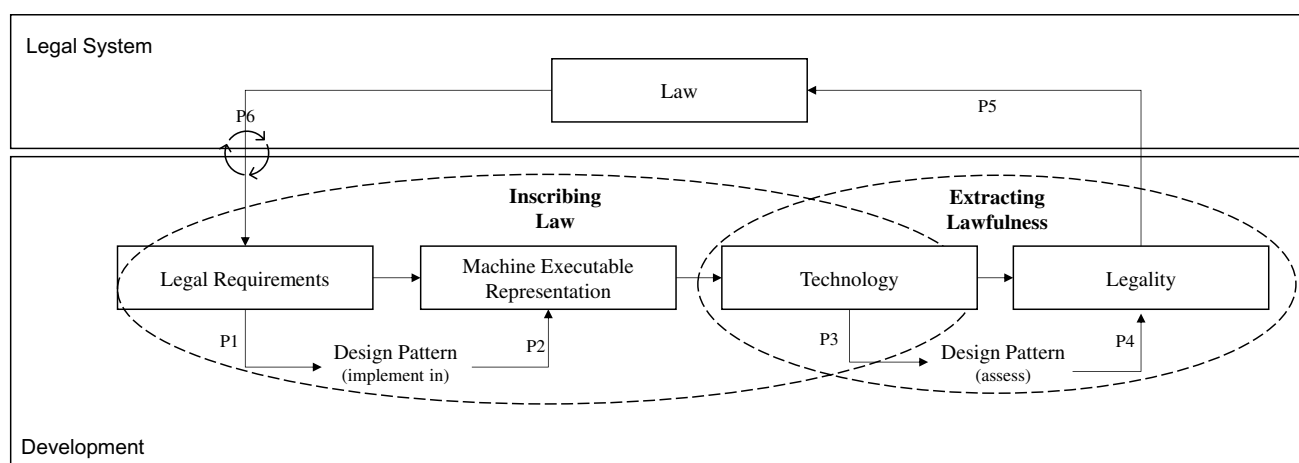 Legal System
Law
P6
P5
Inscribing
Law
Extracting
Lawfulness
Legal Requirements
Machine Executable
Representation
Technology
Legality
P1
Design Pattern
(implement in)
P2
P3
Design Pattern
(assess)
P4
Development